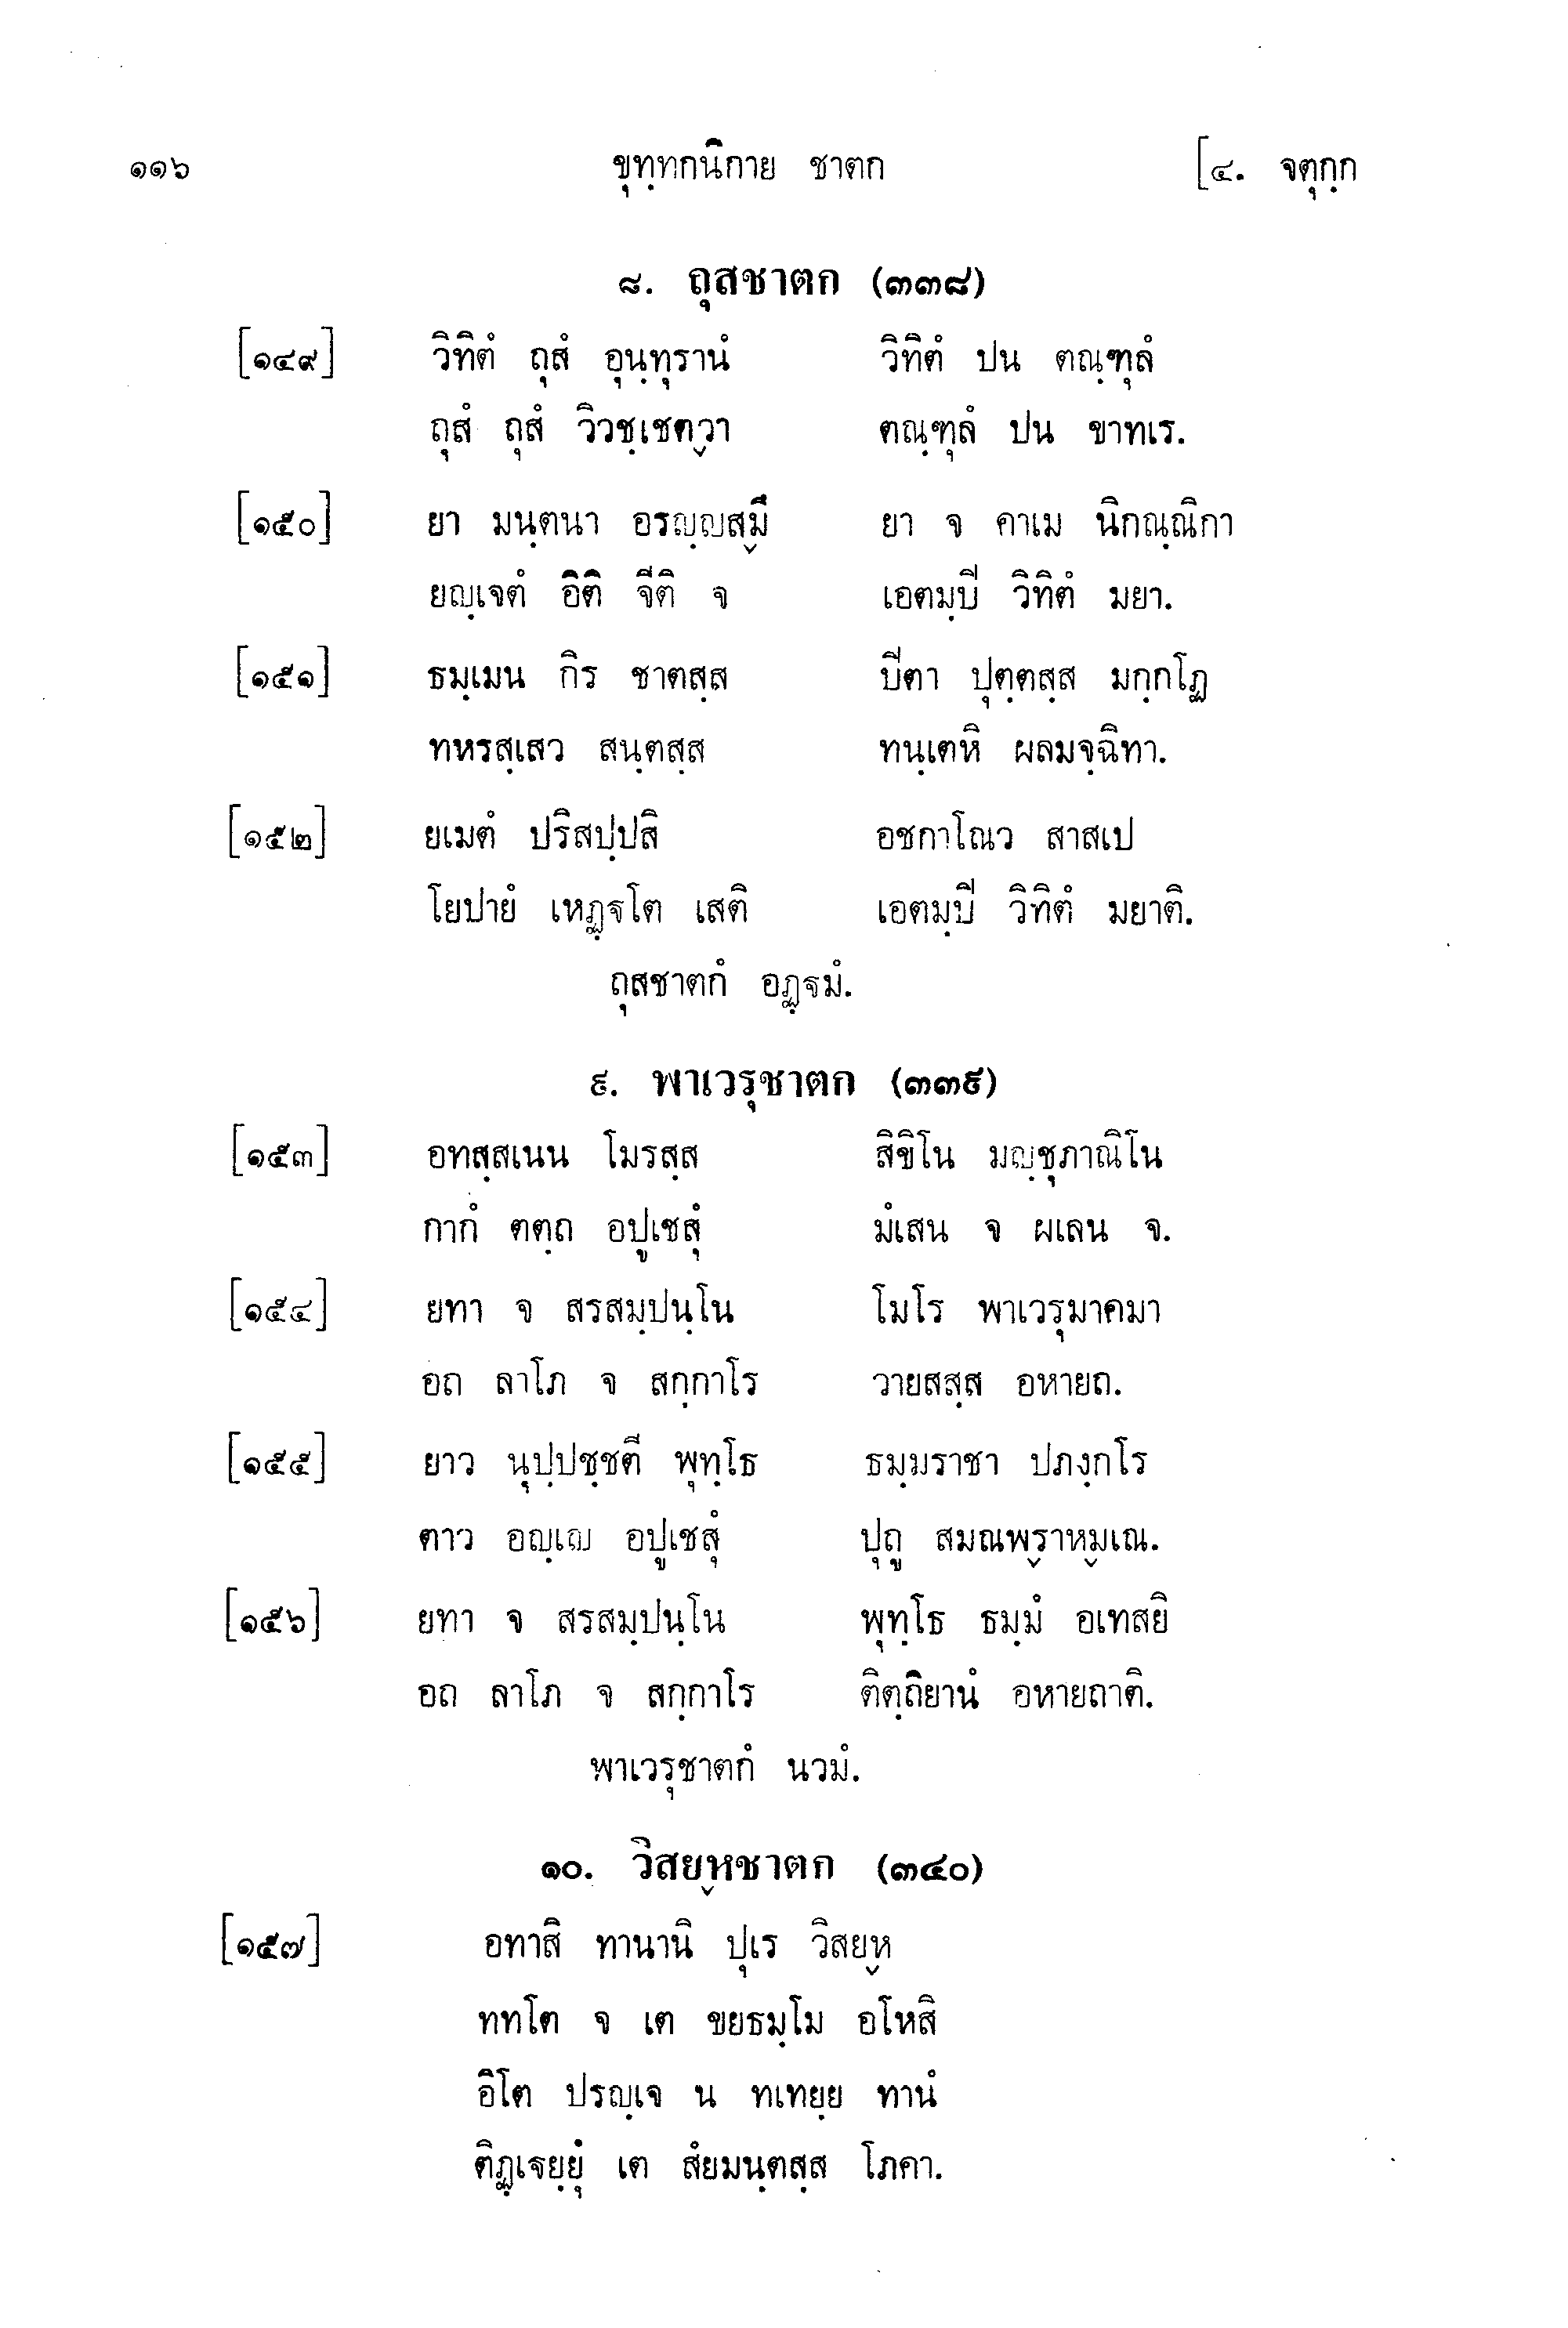 ๑๑๖ ขุทฺทกนิกาย ชาตก [๔. จตุกฺก
๘. ถุสชาตก (๓๓๘)
[๑๔๙] วิทิตํ ถุสํ อุนฺทุรานํ วิทิตํ ปน ตณฺฑุลํ
ถุสํ ถุสํ วิวชฺเชตฺวา ตณฺฑุลํ ปน ขาทเร.
[๑๕๐] ยา มนฺตนา อรญฺญสฺมึ ยา จ คาเม นิกณฺณิกา
ยญฺเจตํ อิติ จีติ จ เอตมฺปิ วิทิตํ มยา.
[๑๕๑] ธมฺเมน กิร ชาตสฺส ปิตา ปุตฺตสฺส มกฺกโฏ
ทหรสฺเสว สนฺตสฺส ทนฺเตหิ ผลมจฺฉิทา.
[๑๕๒] ยเมตํ ปริสปฺปสิ อชกาโณว สาสเป
โยปายํ เหฏฺฐโต เสติ เอตมฺปิ วิทิตํ มยาติ.
ถุสชาตกํ อฏฺฐมํ.
๙. พาเวรุชาตก (๓๓๙)
[๑๕๓] อทสฺสเนน โมรสฺส สิขิโน มญฺชุภาณิโน
กากํ ตตฺถ อปูเชสุํ มํเสน จ ผเลน จ.
[๑๕๔] ยทา จ สรสมฺปนฺโน โมโร พาเวรุมาคมา
อถ ลาโภ จ สกฺกาโร วายสสฺส อหายถ.
[๑๕๕] ยาว นุปฺปชฺชตี พุทฺโธ ธมฺมราชา ปภงฺกโร
ตาว อญฺเญ อปูเชสุํ ปุถู สมณพฺราหฺมเณ.
[๑๕๖] ยทา จ สรสมฺปนฺโน พุทฺโธ ธมฺมํ อเทสยิ
อถ ลาโภ จ สกฺกาโร ติตฺถิยานํ อหายถาติ.
พาเวรุชาตกํ นวมํ.
๑๐. วิสยฺหชาตก (๓๔๐)
[๑๕๗] อทาสิ ทานานิ ปุเร วิสยฺห
ททโต จ เต ขยธมฺโม อโหสิ
อิโต ปรญฺเจ น ทเทยฺย ทานํ
ติฏฺเฐยฺยุํ เต สํยมนฺตสฺส โภคา.